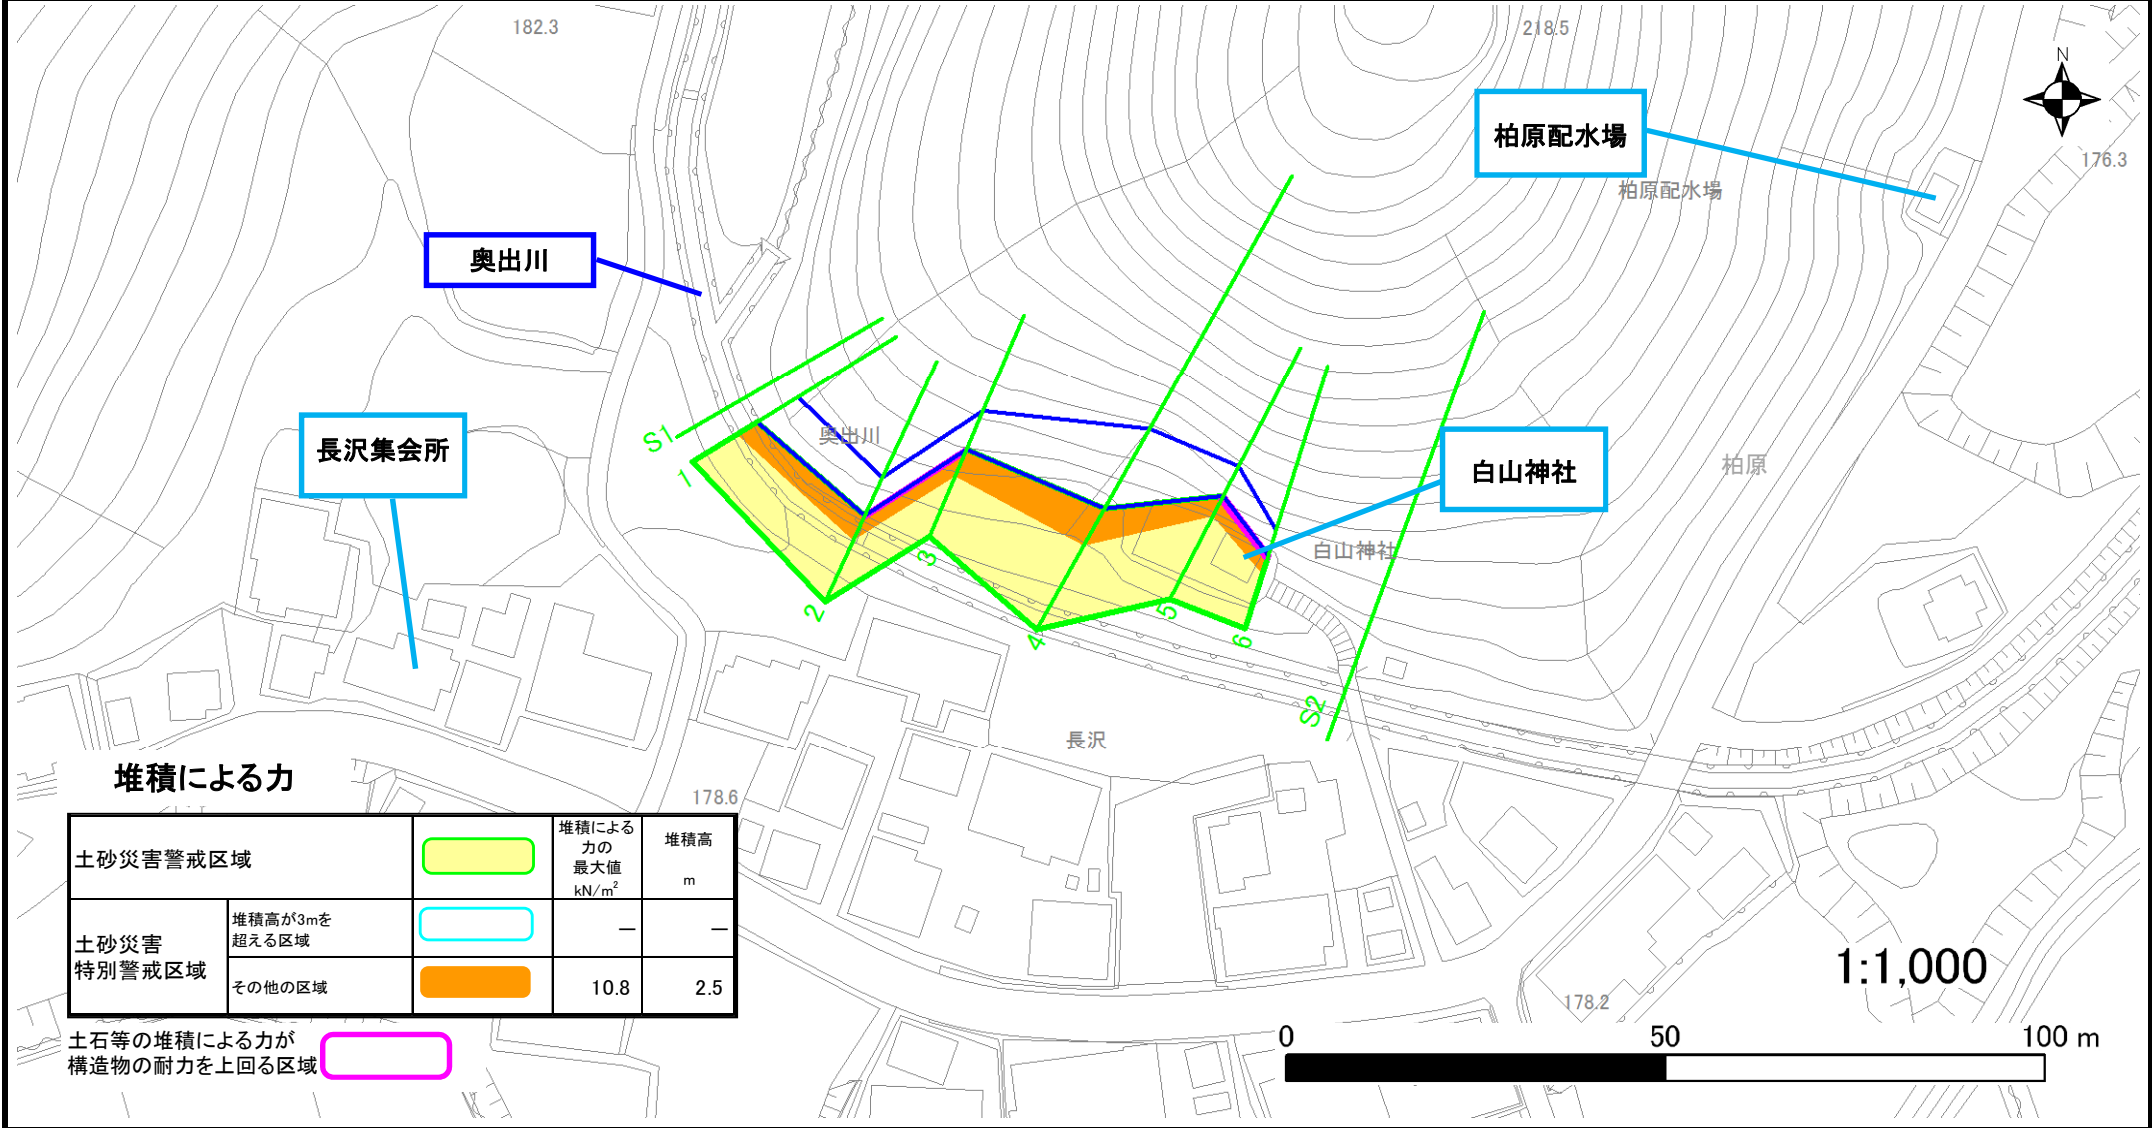 182.3
218.5
N
柏原配水場
176.3
柏原配水場
奥出川
S1
奥出川
1
長沢集会所
柏原
白山神社
白山神社
2
3
4
5
6
S2
長沢
178.6
堆積による力
土砂災害警戒区域
堆積による
力の
最大値
kN/m²
堆積高
m
土砂災害
特別警戒区域
堆積高が3mを
超える区域
－
－
その他の区域
10.8
2.5
土石等の堆積による力が
構造物の耐力を上回る区域
178.2
1:1,000
0
50
100 m